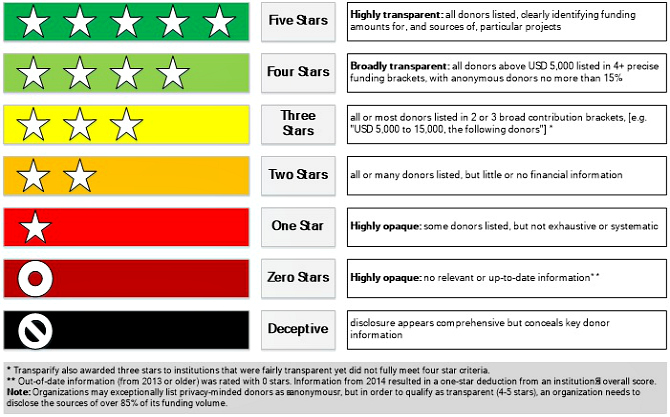 Five Stars
Highly transparent: all donors listed, clearly identifying funding
amounts for, and sources of, particular projects
Four Stars
Broadly transparent: all donors above USD 5,000 listed in 4+ precise
funding brackets, with anonymous donors no more than 15%
Three
Stars
all or most donors listed in 2 or 3 broad contribution brackets, [e.g.
"USD 5,000 to 15,000, the following donors"] *
Two Stars
all or many donors listed, but little or no financial information
One Star
Highly opaque: some donors listed, but not exhaustive or systematic
Zero Stars
Highly opaque: no relevant or up-to-date information**
Deceptive
disclosure appears comprehensive but conceals key donor
information
* Transparify also awarded three stars to institutions that were fairly transparent yet did not fully meet four star criteria.
** Out-of-date information (from 2013 or older) was rated with 0 stars. Information from 2014 resulted in a one-star deduction from an overall score.
Note: Organizations may exceptionally list privacy-minded donors as but in order to qualify as transparent (4-5 stars), an organization needs to
disclose the sources of over 85% of its funding volume.